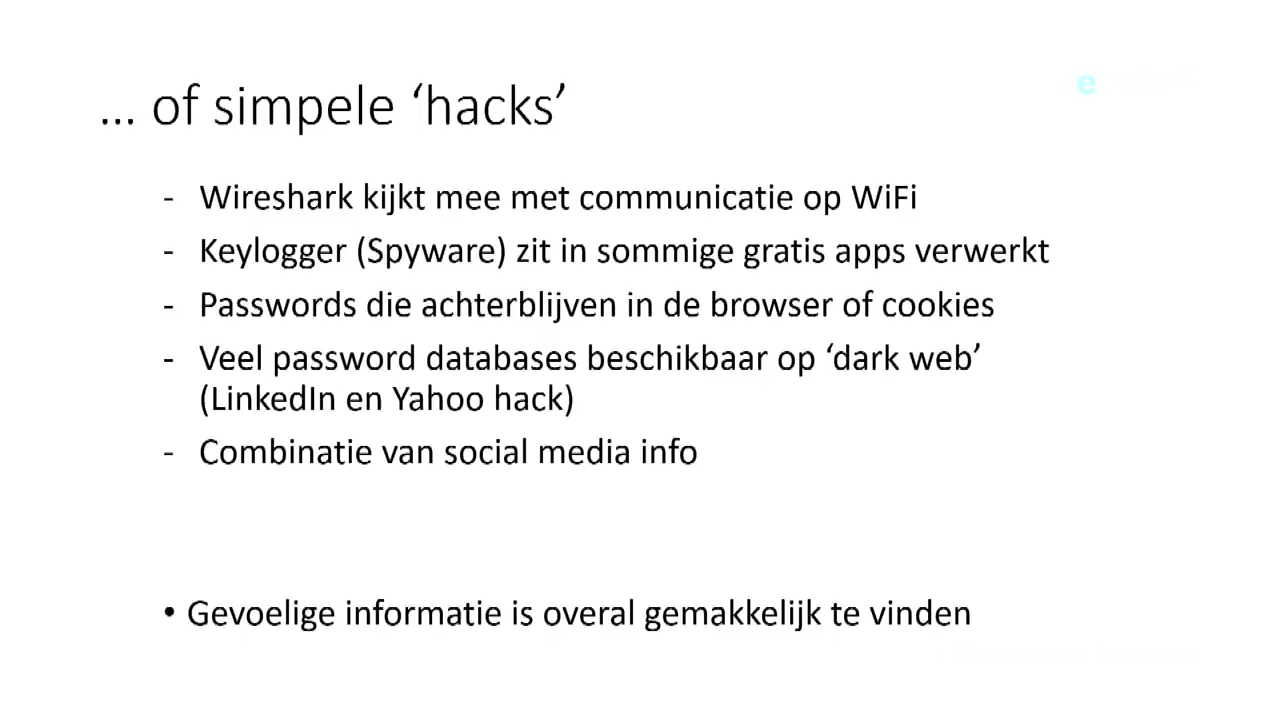 ... of simpele ‘hacks’
- Wireshark kijkt mee met communicatie op WiFi
- Keylogger (Spyware) zit in sommige gratis apps verwerkt
- Passwords die achterblijven in de browser of cookies
- Veel password databases beschikbaar op ‘dark web’
(LinkedIn en Yahoo hack)
- Combinatie van social media info
• Gevoelige informatie is overal gemakkelijk te vinden